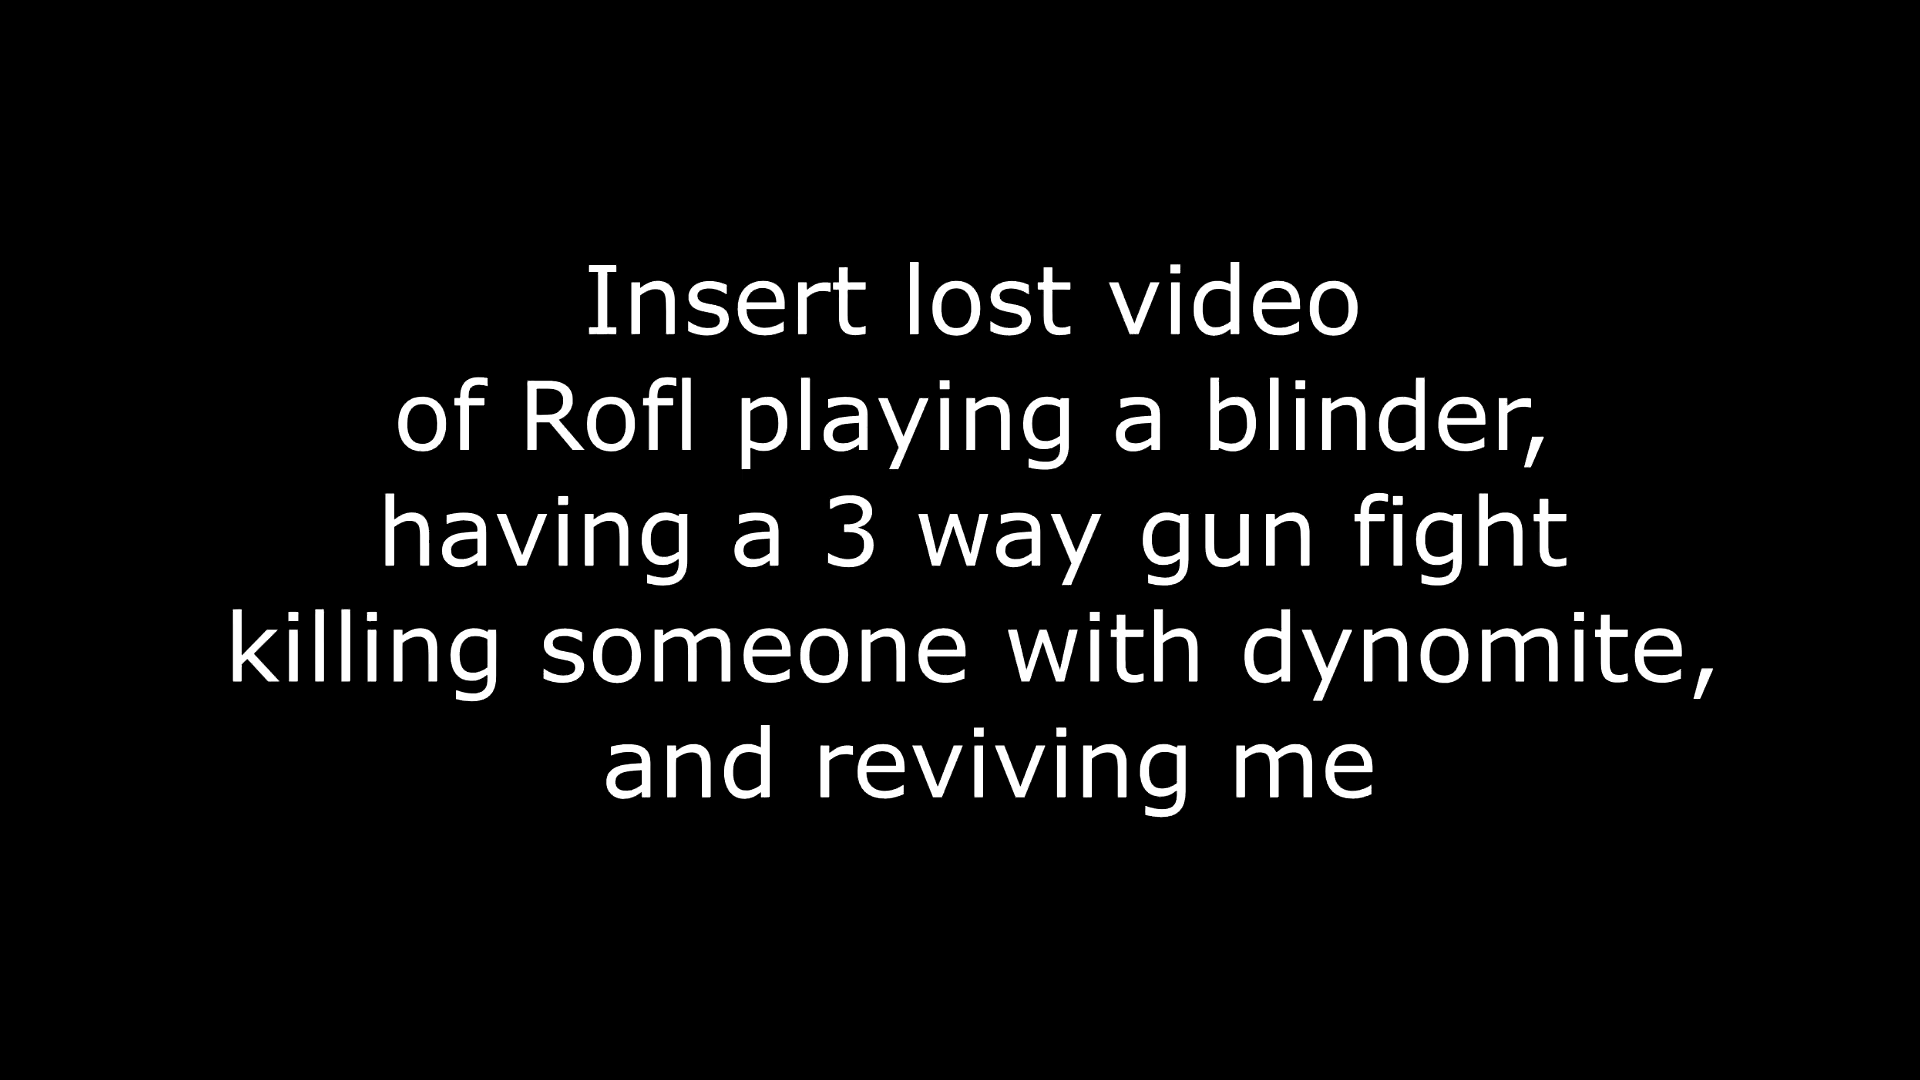 Insert lost video
of Rofl playing a blinder,
having a 3 way gun fight
killing someone with dynomite,
and reviving me